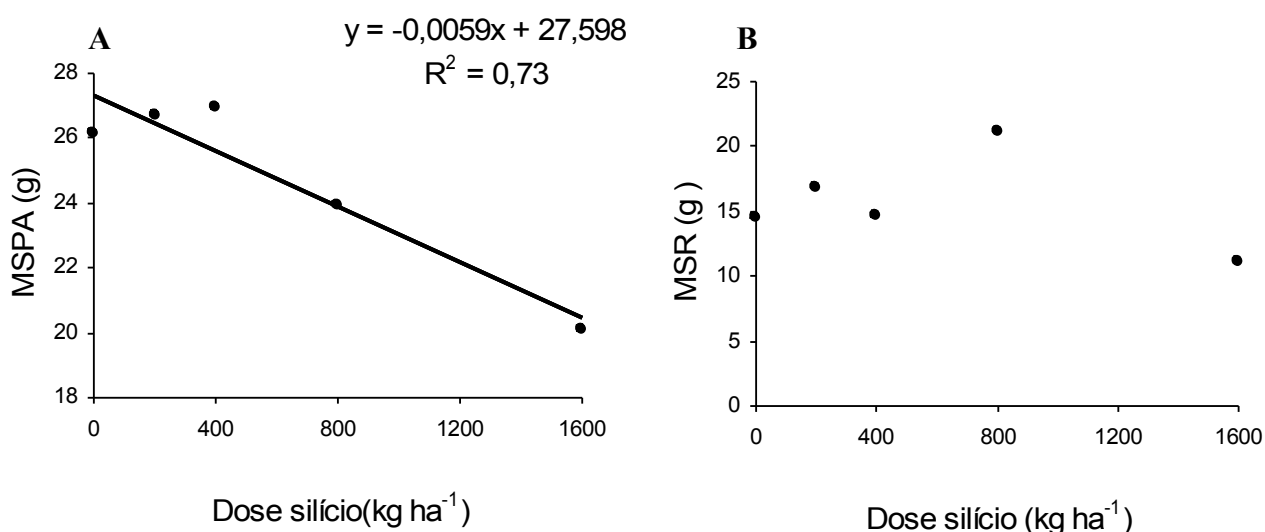 A
y = -0,0059x + 27,598
R² = 0,73
28
26
24
22
20
18
MSPA (g)
0 400 800 1200 1600
Dose silício(kg ha⁻¹)
B
25
20
15
10
5
0
MSR (g )
0 400 800 1200 1600
Dose silício (kg ha⁻¹)